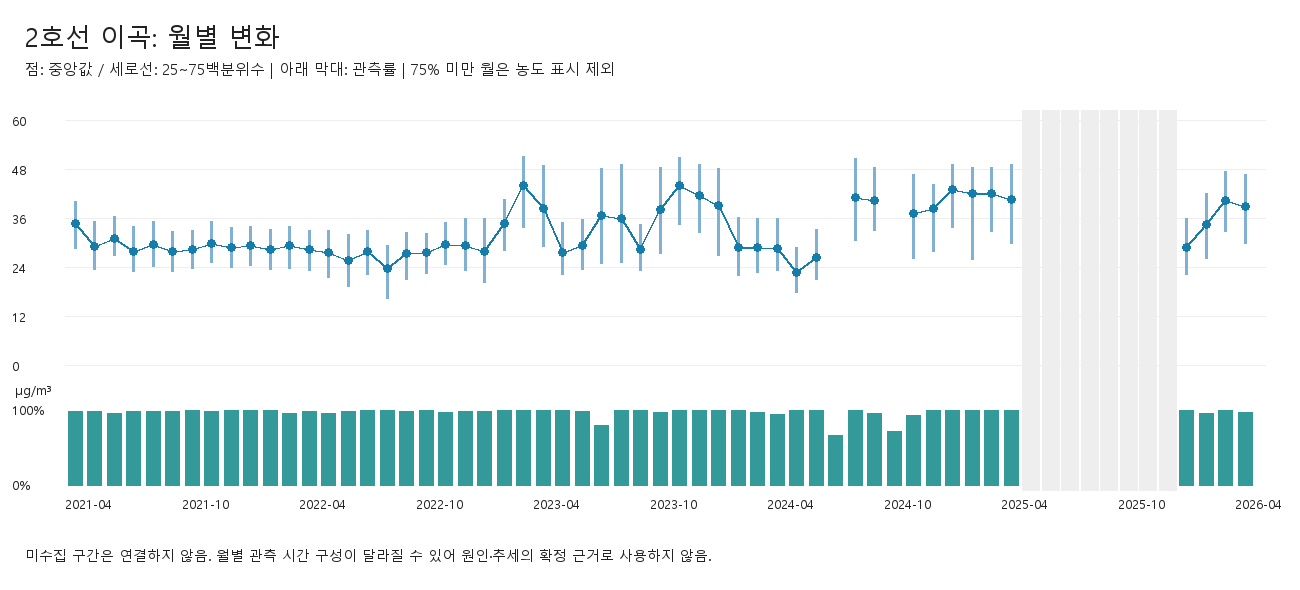 2호선 이곡: 월별 변화
점: 중앙값 / 세로선: 25~75백분위수 | 아래 막대: 관측률 | 75% 미만 월은 농도 표시 제외
60
48
36
24
12
0
μg/m³
100%
0%
2021-04 2021-10 2022-04 2022-10 2023-04 2023-10 2024-04 2024-10 2025-04 2025-10 2026-04
미수집 구간은 연결하지 않음. 월별 관측 시간 구성이 달라질 수 있어 원인·추세의 확정 근거로 사용하지 않음.